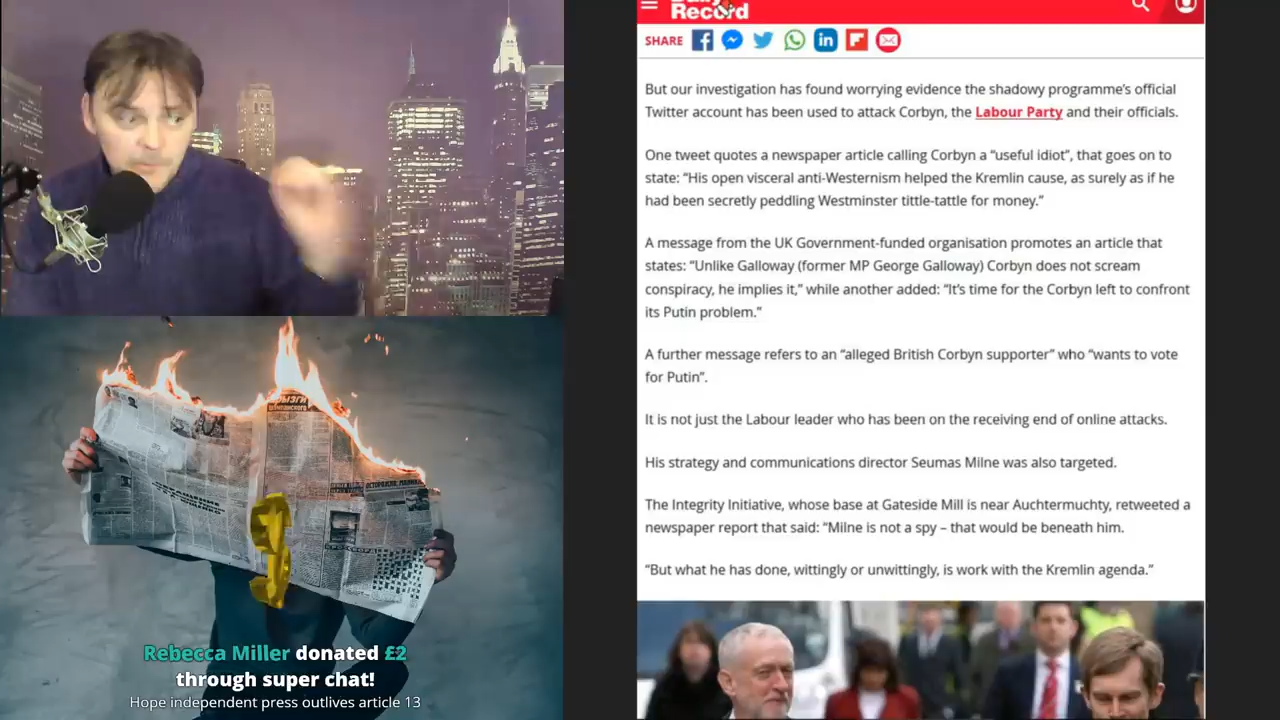 Daily
Record
SHARE
But our investigation has found worrying evidence the shadowy programme's official
Twitter account has been used to attack Corbyn, the Labour Party and their officials.
One tweet quotes a newspaper article calling Corbyn a “useful idiot”, that goes on to
state: “His open visceral anti-Westernism helped the Kremlin cause, as surely as if he
had been secretly peddling Westminster tittle-tattle for money.”
A message from the UK Government-funded organisation promotes an article that
states: “Unlike Galloway (former MP George Galloway) Corbyn does not scream
conspiracy, he implies it,” while another added: “It’s time for the Corbyn left to confront
its Putin problem.”
A further message refers to an “alleged British Corbyn supporter” who “wants to vote
for Putin”.
It is not just the Labour leader who has been on the receiving end of online attacks.
His strategy and communications director Seumas Milne was also targeted.
The Integrity Initiative, whose base at Gateside Mill is near Auchtermuchty, retweeted a
newspaper report that said: “Milne is not a spy – that would be beneath him.
“But what he has done, wittingly or unwittingly, is work with the Kremlin agenda.”
Rebecca Miller donated £2
through super chat!
Hope independent press outlives article 13